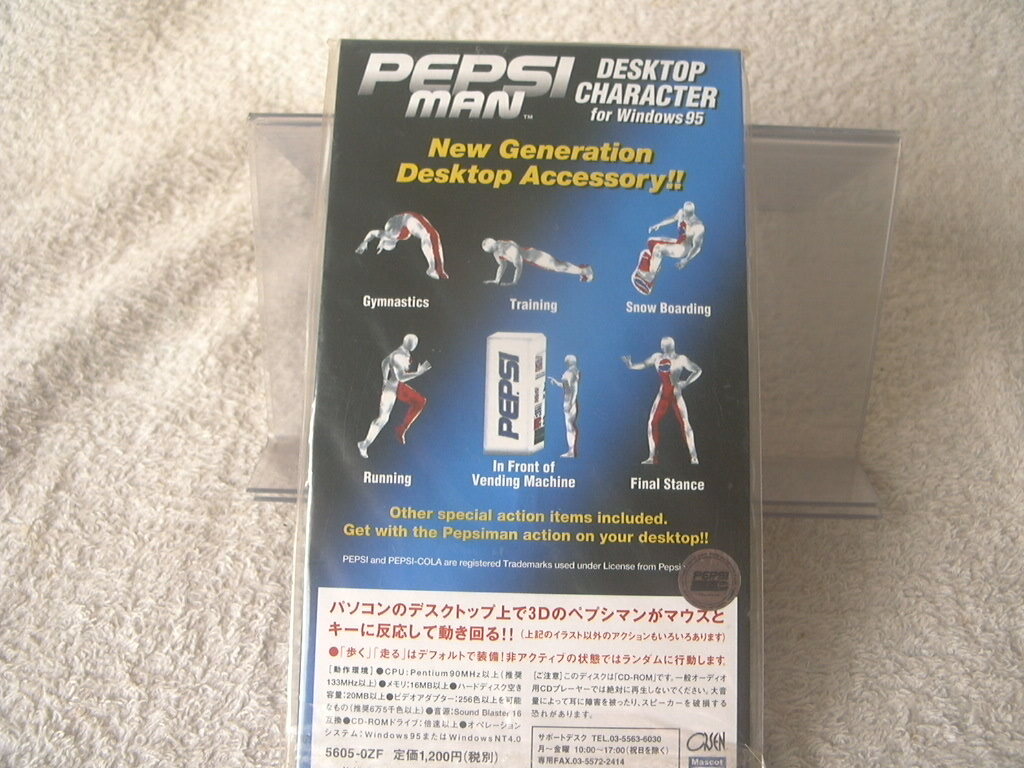 PEPSI
MAN™
DESKTOP
CHARACTER
for Windows95
New Generation
Desktop Accessory!!
Gymnastics
Training
Snow Boarding
PEPSI
Running
In Front of
Vending Machine
Final Stance
Other special action items included.
Get with the Pepsiman action on your desktop!!
PEPSI and PEPSI-COLA are registered Trademarks used under License from Pepsi
パソコンのデスクトップ上で3Dのペプシマンがマウスと
キーに反応して動き回る!! (上記のイラスト以外のアクションもいろいろあります)
●「歩く」「走る」はデフォルトで装備!非アクティブの状態ではランダムに行動します
[動作環境]●CPU:Pentium90MHz以上(推奨
133MHz以上)●メモリ:16MB以上●ハードディスク空き
容量:20MB以上●ビデオアダプター:256色以上を可能
なもの(推奨6万5千色以上)●音源:Sound Blaster 16
互換●CD-ROMドライブ:倍速以上●オペレーション
システム:Windows95または WindowsNT4.0
[ご注意]このディスクは「CD-ROM」です。一般オーディオ
用CDプレーヤーでは絶対に再生しないでください。大音
量によって耳に障害を被ったり、スピーカーを破損する
恐れがあります。
5605-0ZF 定価1,200円(税別)
サポートデスク TEL.03-5563-6030
月〜金曜 10:00〜17:00(祝日を除く)
専用FAX.03-5572-2414
OSEN
Mascot